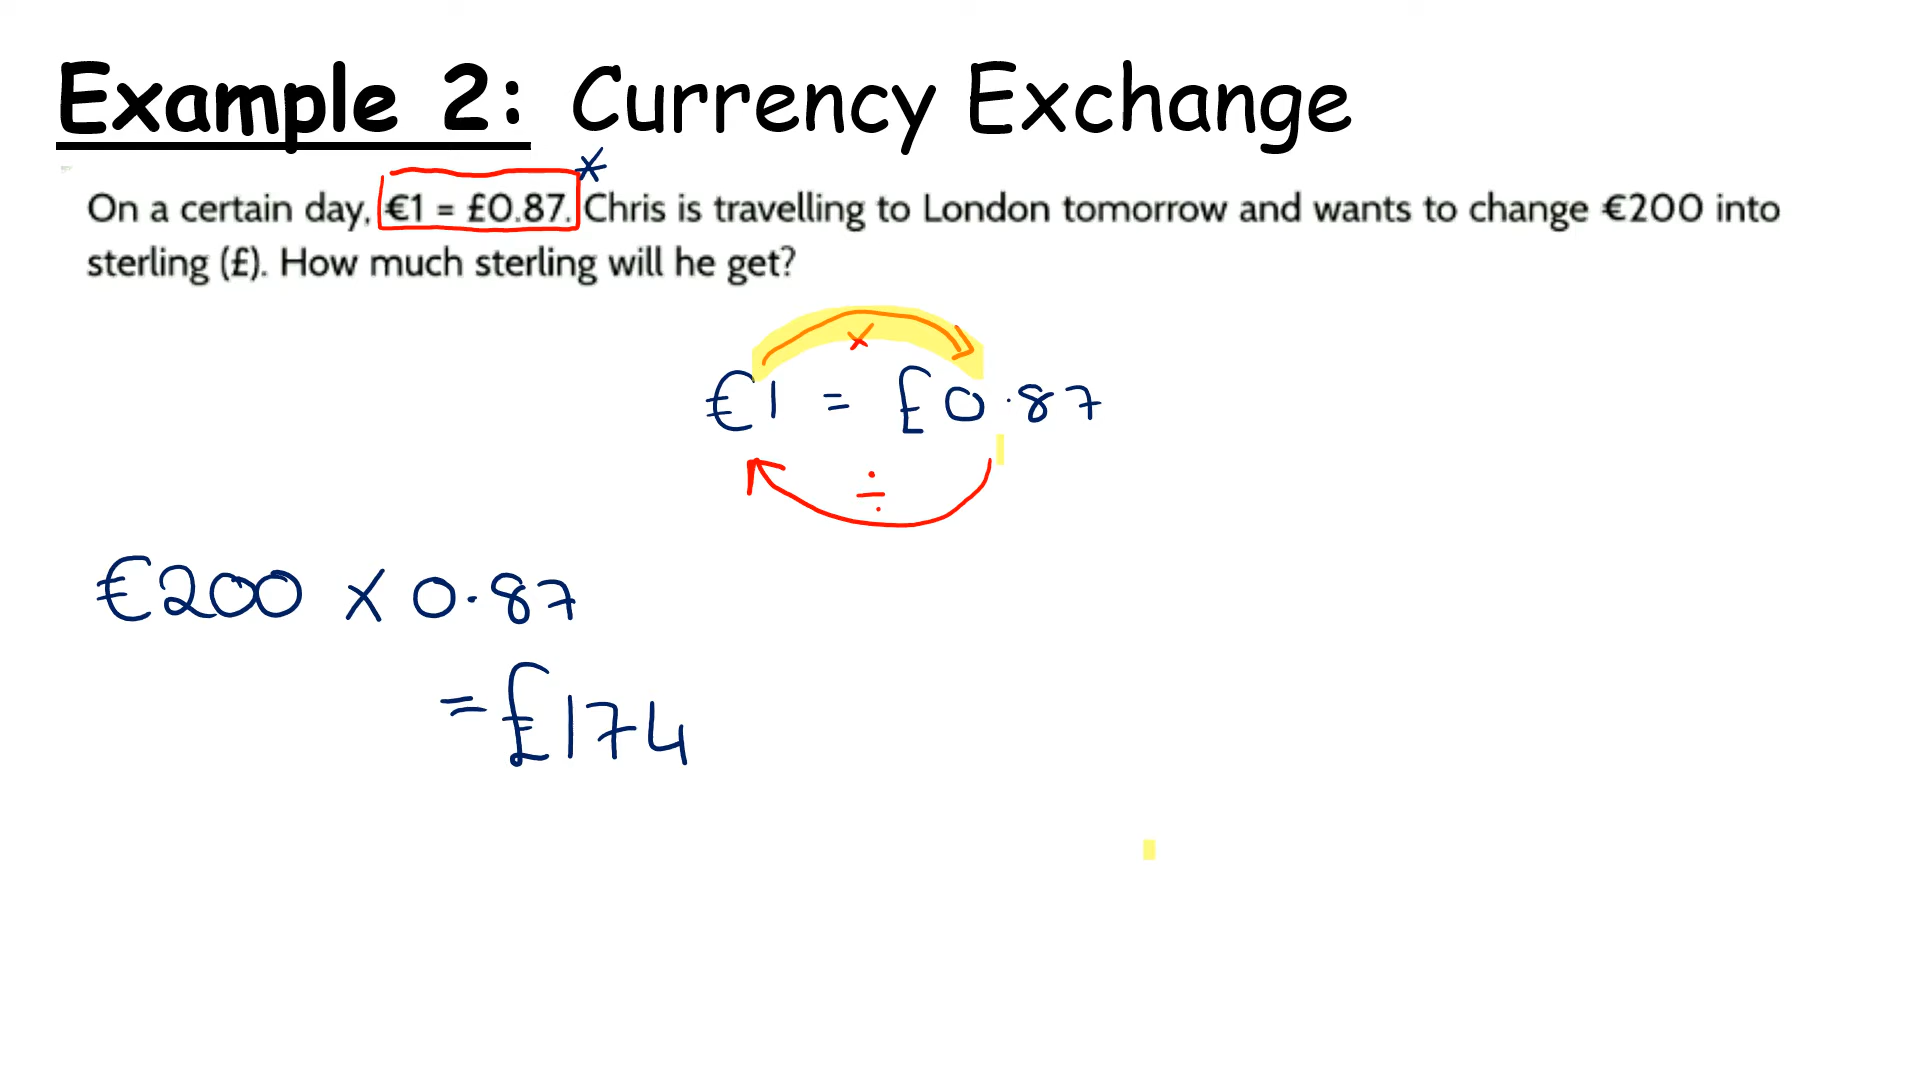 Example 2: Currency Exchange
*
On a certain day, €1 = £0.87. Chris is travelling to London tomorrow and wants to change €200 into
sterling (£). How much sterling will he get?
×
€1 = £0.87
÷
€200 × 0.87
= £174